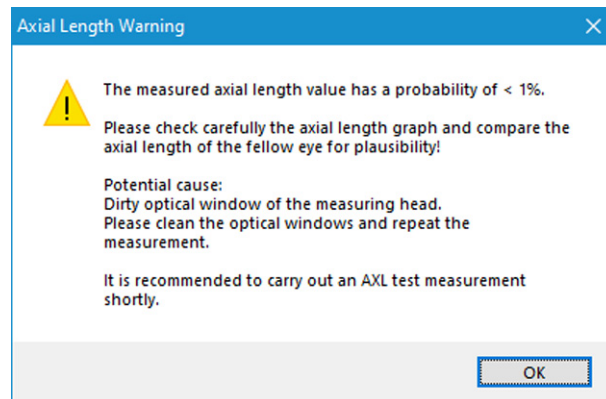 Axial Length Warning
The measured axial length value has a probability of < 1%.
Please check carefully the axial length graph and compare the
axial length of the fellow eye for plausibility!
Potential cause:
Dirty optical window of the measuring head.
Please clean the optical windows and repeat the
measurement.
It is recommended to carry out an AXL test measurement
shortly.
OK